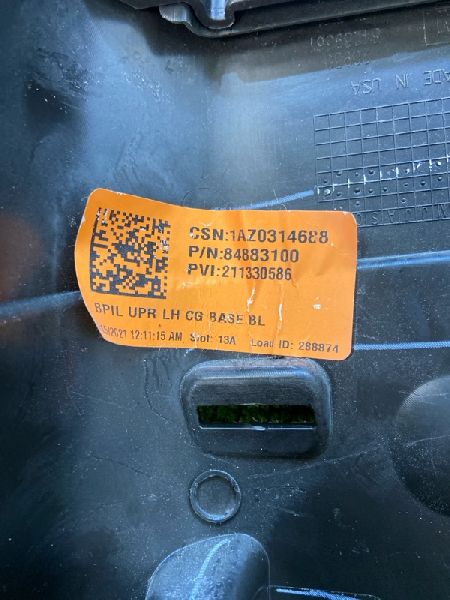 MADE IN USA
CSN:1AZ0314688
P/N:84883100
PVI:211330586
BPIL UPR LH CG BASE BL
12:11:15 AM Slot: 13A Load ID: 288874